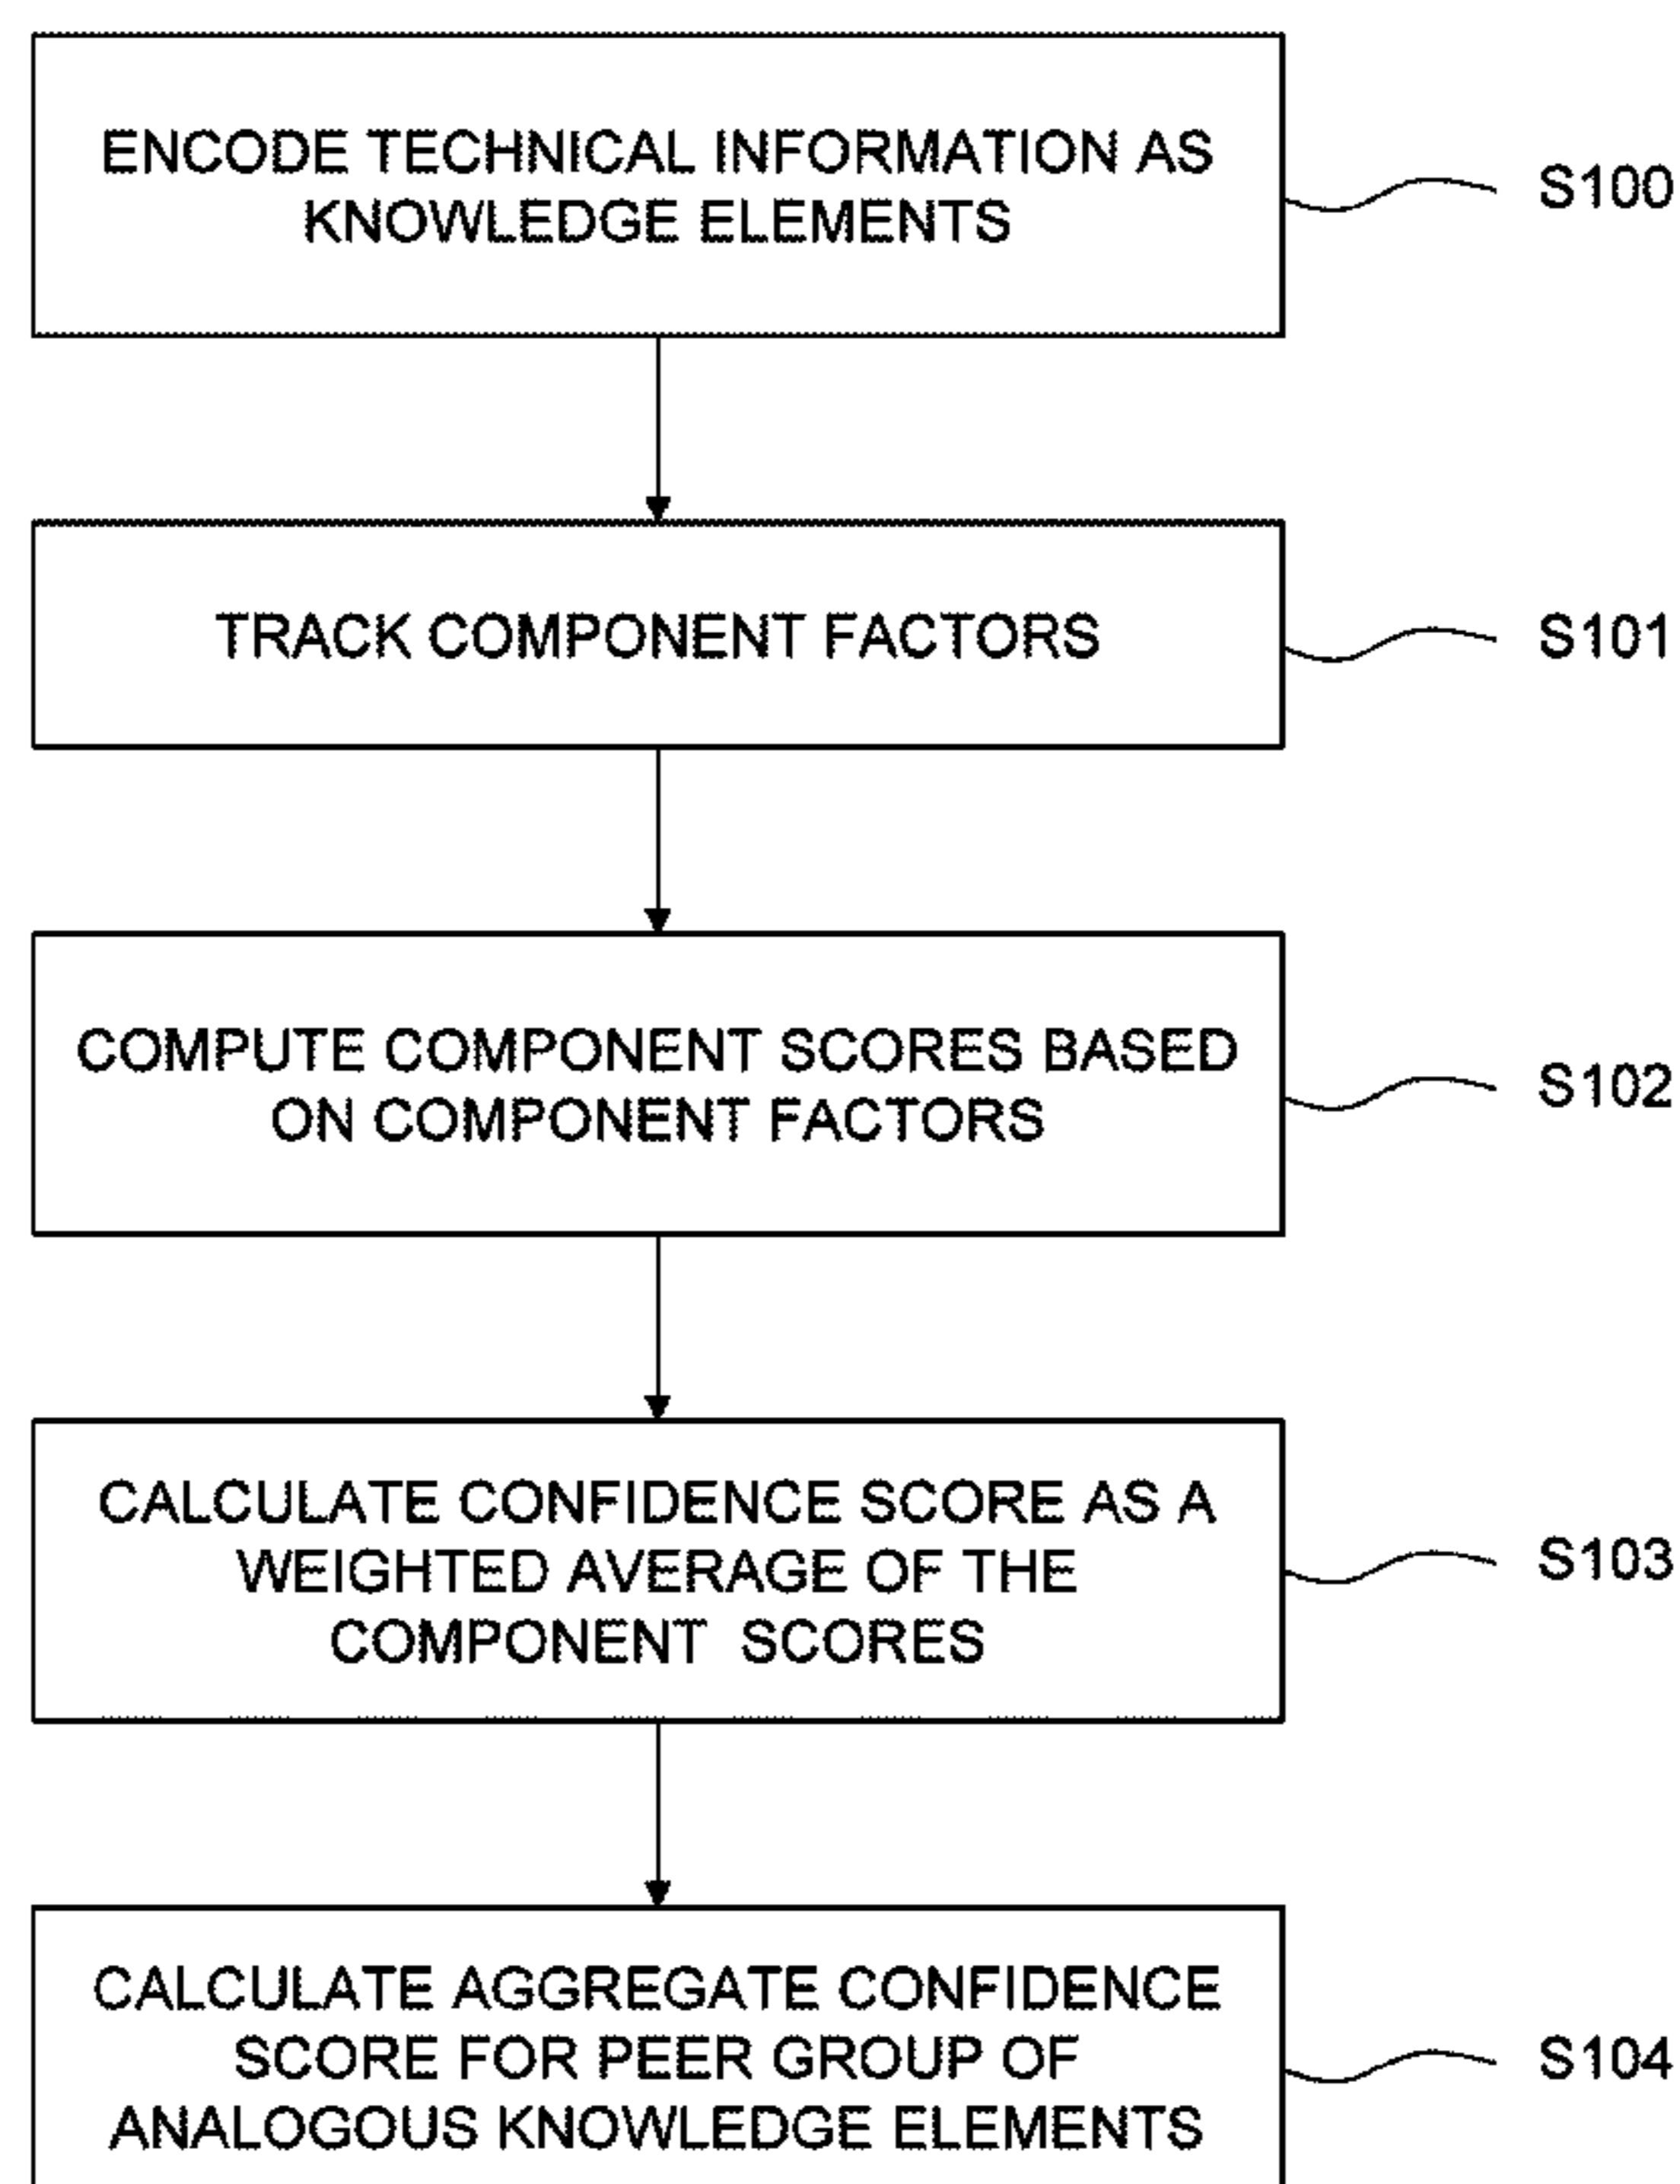 ENCODE TECHNICAL INFORMATION AS
KNOWLEDGE ELEMENTS
S100
TRACK COMPONENT FACTORS
S101
COMPUTE COMPONENT SCORES BASED
ON COMPONENT FACTORS
S102
CALCULATE CONFIDENCE SCORE AS A
WEIGHTED AVERAGE OF THE
COMPONENT SCORES
S103
CALCULATE AGGREGATE CONFIDENCE
SCORE FOR PEER GROUP OF
ANALOGOUS KNOWLEDGE ELEMENTS
S104